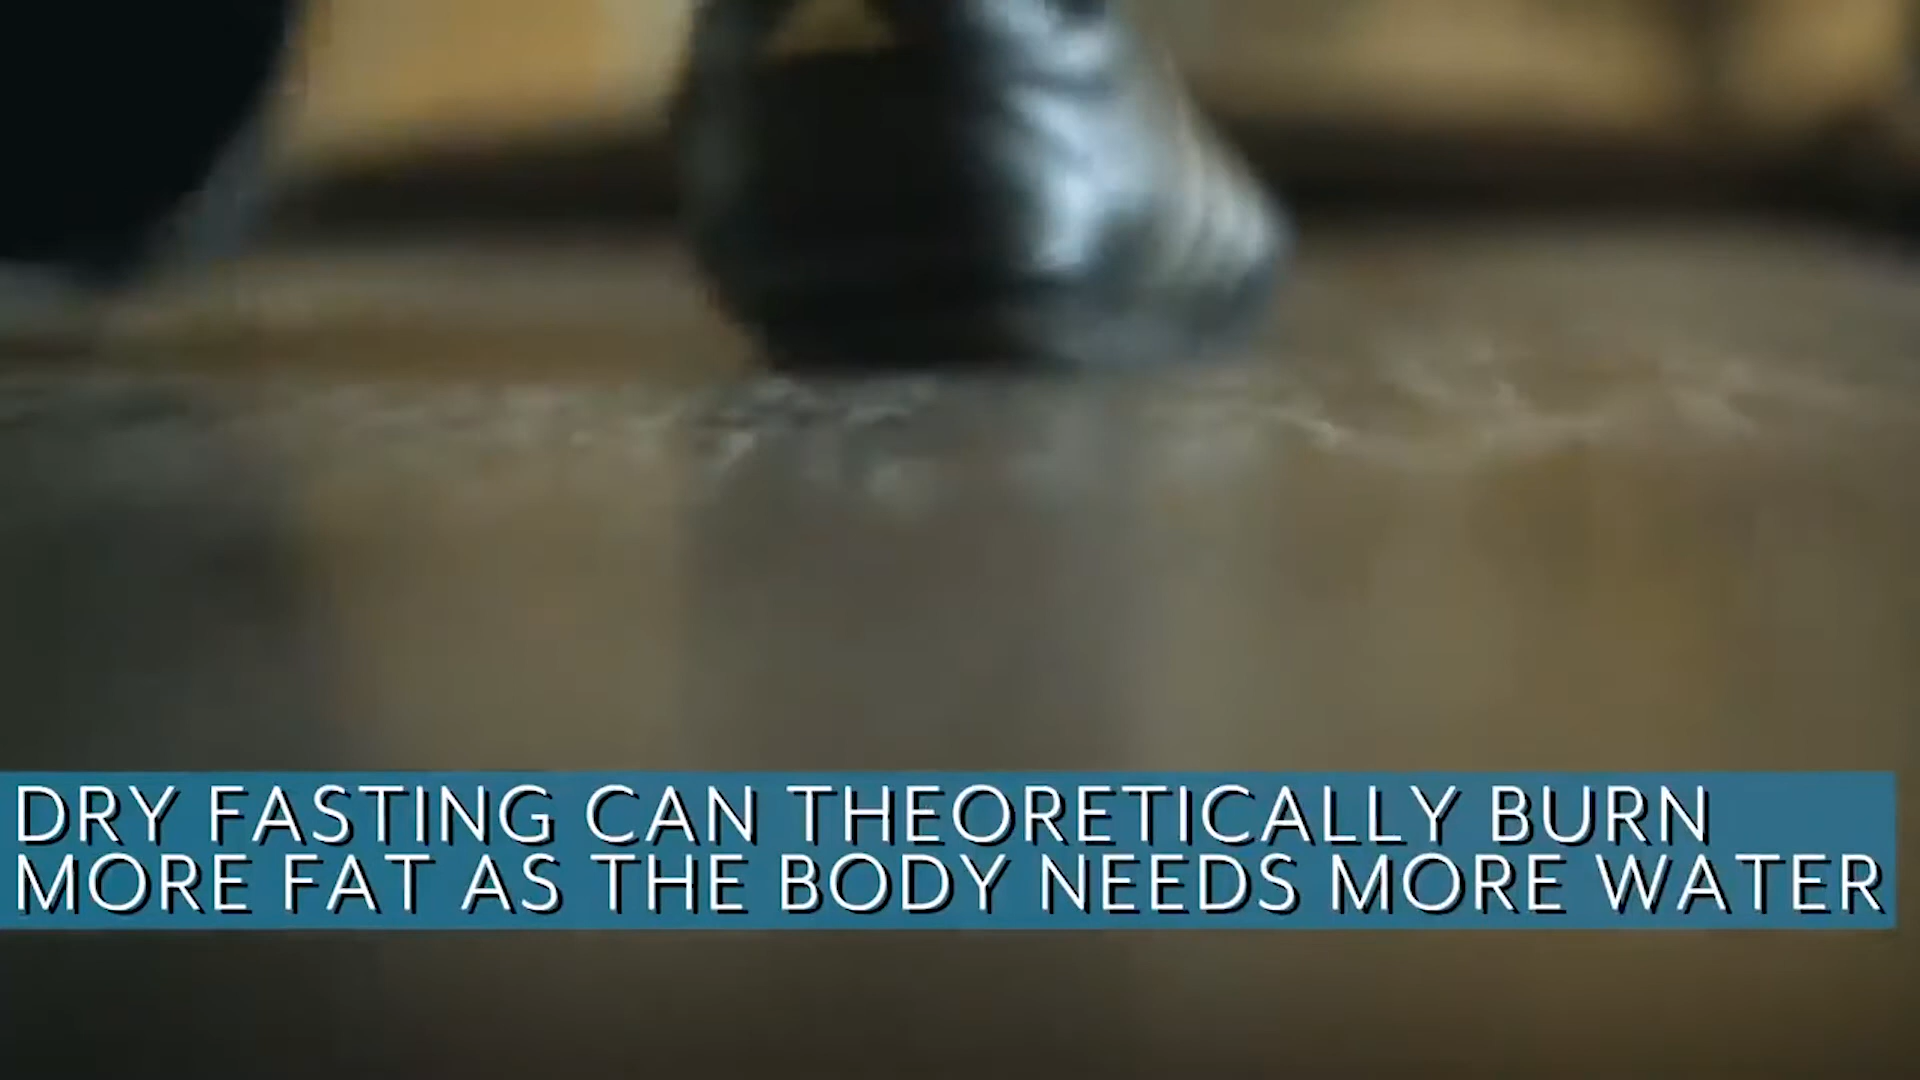 DRY FASTING CAN THEORETICALLY BURN
MORE FAT AS THE BODY NEEDS MORE WATER